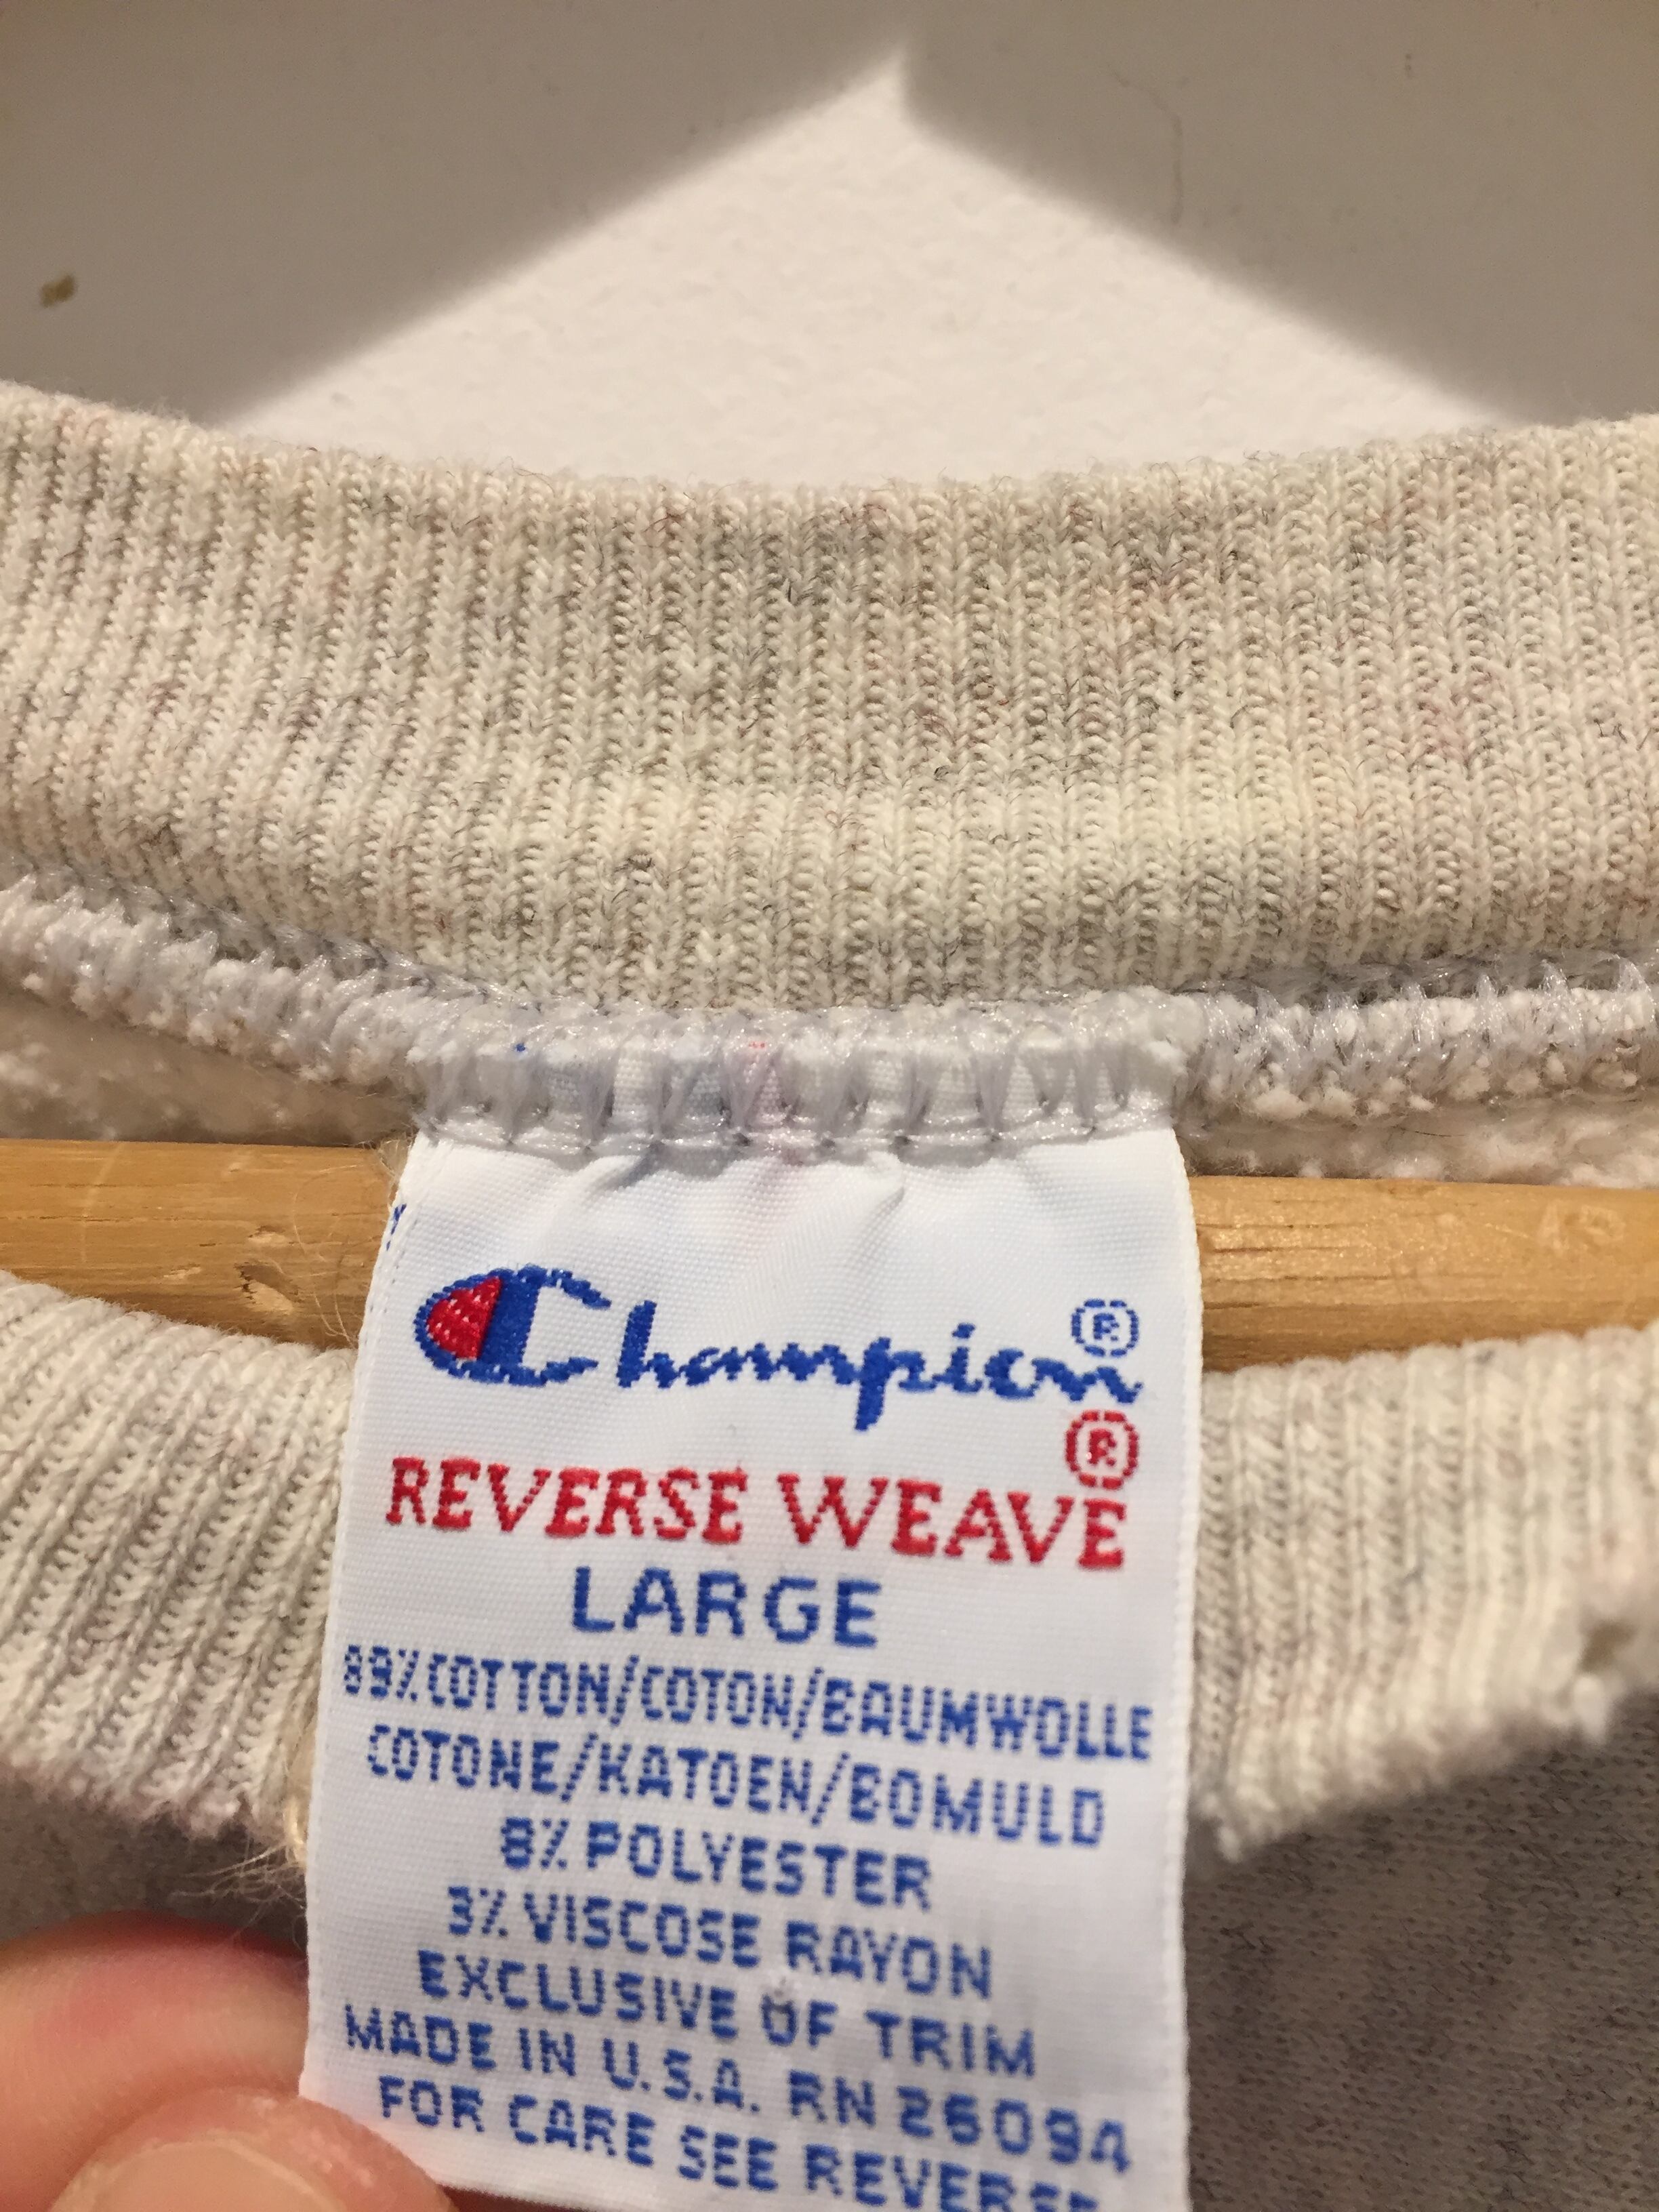 Champion®
REVERSE WEAVE®
LARGE
89% COTTON/COTON/BAUMWOLLE
COTONE/KATOEN/BOMULD
8% POLYESTER
3% VISCOSE RAYON
EXCLUSIVE OF TRIM
MADE IN U.S.A. RN 26094
FOR CARE SEE REVERSE